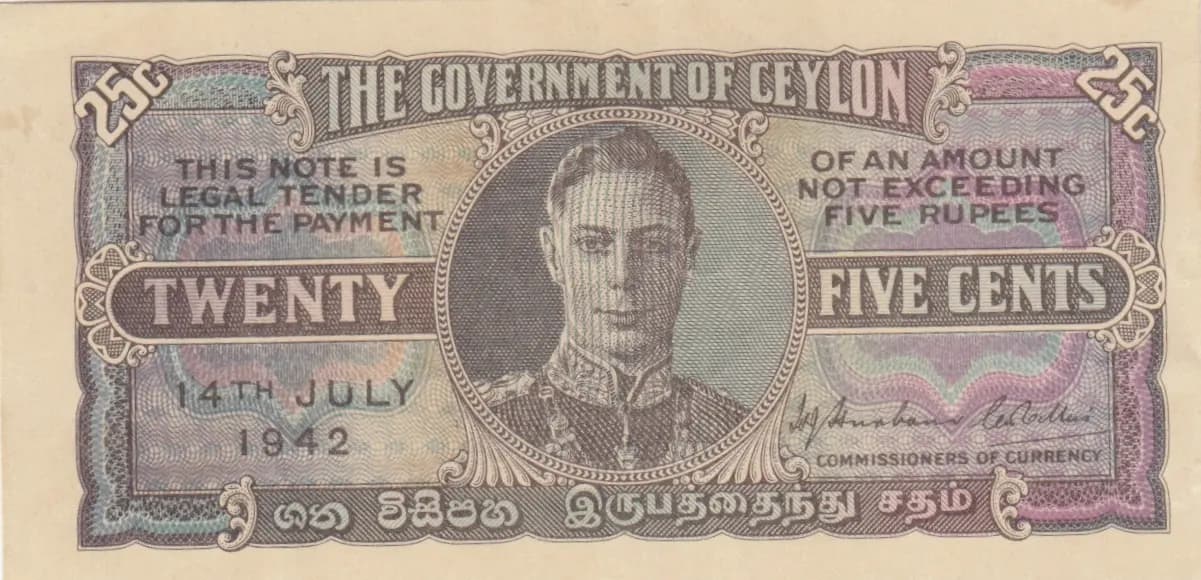 25C
25C
THE GOVERNMENT OF CEYLON
THIS NOTE IS
LEGAL TENDER
FOR THE PAYMENT
OF AN AMOUNT
NOT EXCEEDING
FIVE RUPEES
TWENTY
FIVE CENTS
14TH JULY
1942
COMMISSIONERS OF CURRENCY
ශත විසිපහ இருபத்தைந்து சதம்